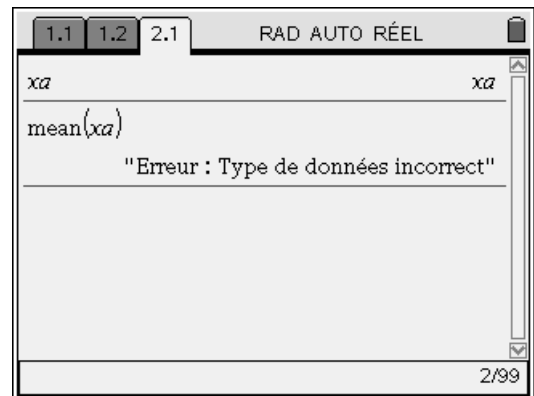 1.1 1.2 2.1 RAD AUTO RÉEL
xa xa
mean(xa)
"Erreur : Type de données incorrect"
2/99